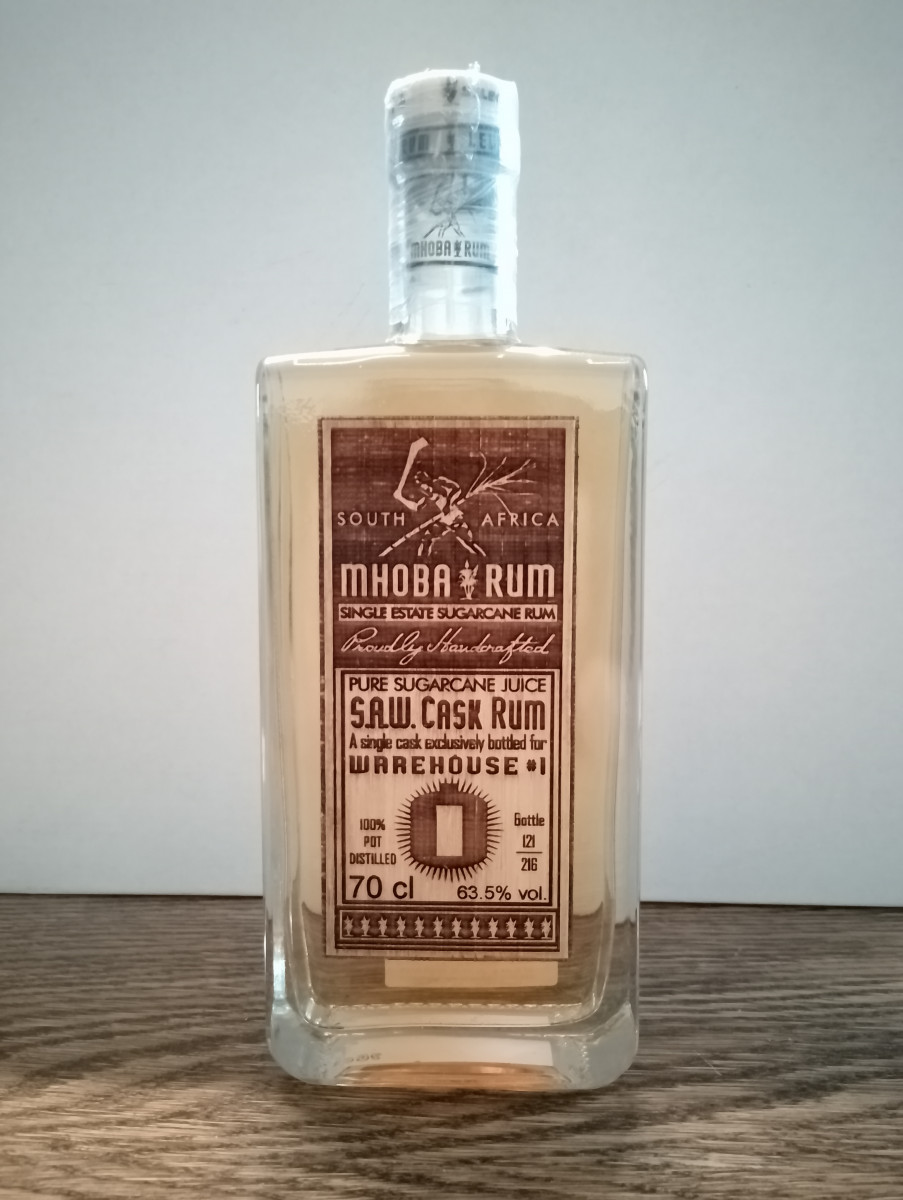 MHOBA RUM
SOUTH AFRICA
MHOBA RUM
SINGLE ESTATE SUGARCANE RUM
Proudly Handcrafted
PURE SUGARCANE JUICE
S.A.W. CASK RUM
A single cask exclusively bottled for
WAREHOUSE #1
100%
POT
DISTILLED
Bottle
121
216
70 cl
63.5% vol.